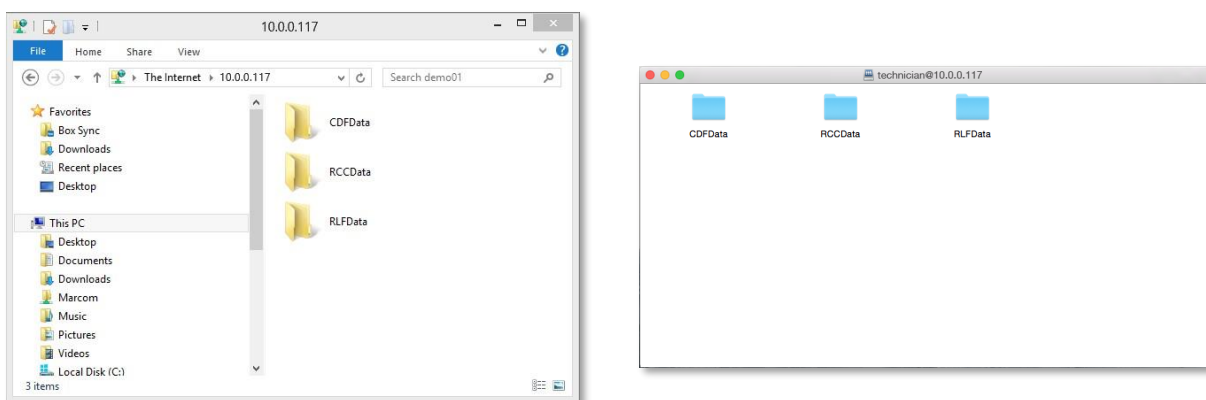 10.0.0.117
File Home Share View
The Internet 10.0.0.117 Search demo01
Favorites
Box Sync
Downloads
Recent places
Desktop
This PC
Desktop
Documents
Downloads
Marcom
Music
Pictures
Videos
Local Disk (C:)
3 items
CDFData
RCCData
RLFData
technician@10.0.0.117
CDFData RCCData RLFData